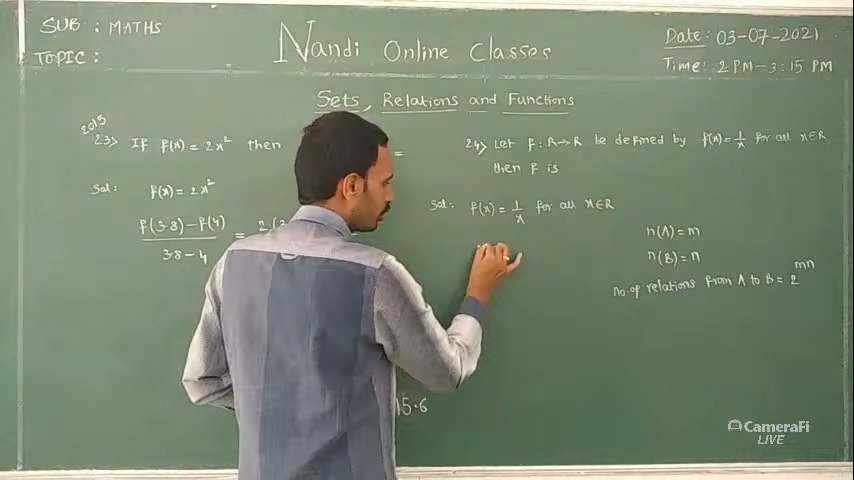 SUB : MATHS
TOPIC :
Nandi Online Classes
Date: 03-07-2021
Time: 2 PM-3:15 PM
Sets, Relations and Functions
2015
23> If f(x) = 2x² then
=
Sol: f(x) = 2x²
f(3.8) - f(4) / 3.8 - 4 = 2(3
15.6
24> Let f: R→R be defined by f(x) = 1/x for all x∈R
then f is
Sol: f(x) = 1/x for all x∈R
n(A) = m
n(B) = n
no. of relations from A to B = 2^mn
CameraFi
LIVE